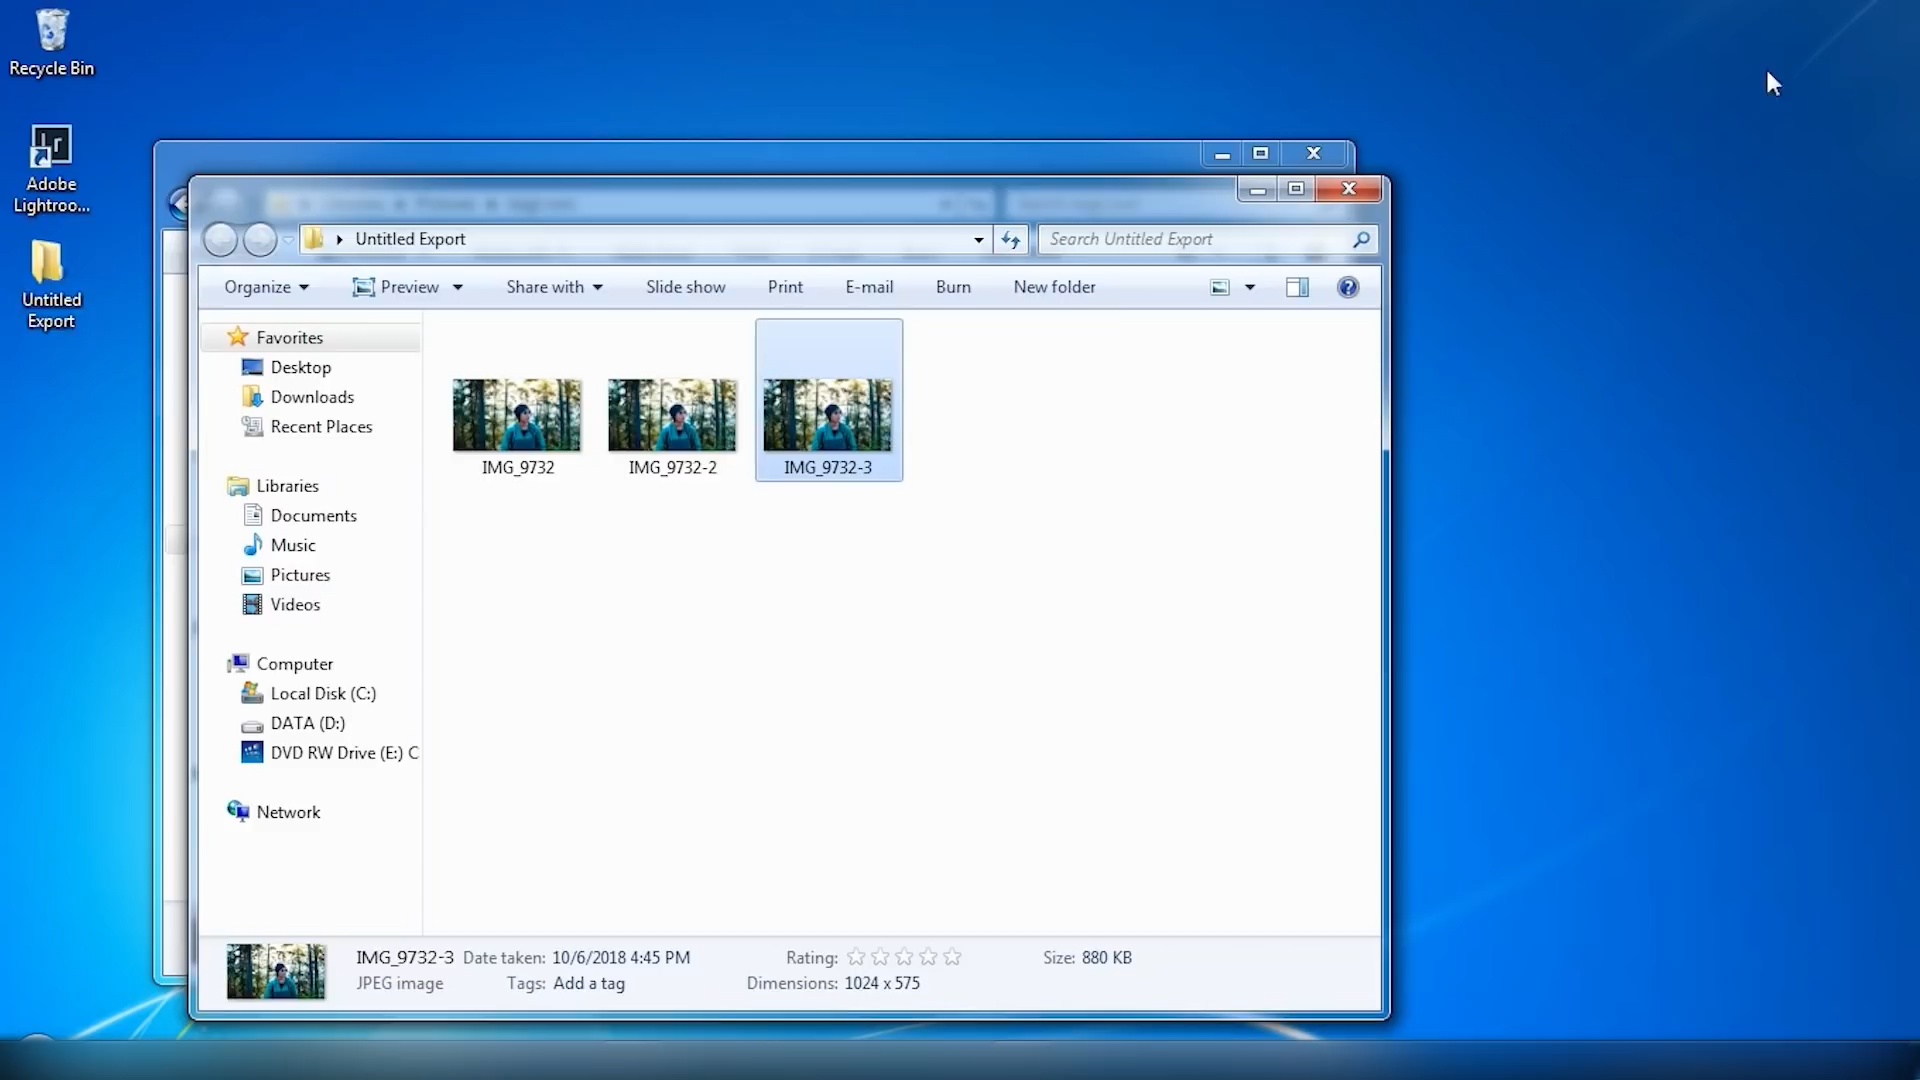 Recycle Bin
Adobe
Lightroo...
Untitled
Export
Untitled Export
Search Untitled Export
Organize
Preview
Share with
Slide show
Print
E-mail
Burn
New folder
Favorites
Desktop
Downloads
Recent Places
Libraries
Documents
Music
Pictures
Videos
Computer
Local Disk (C:)
DATA (D:)
DVD RW Drive (E:) C
Network
IMG_9732
IMG_9732-2
IMG_9732-3
IMG_9732-3 Date taken: 10/6/2018 4:45 PM Rating: Size: 880 KB
JPEG image Tags: Add a tag Dimensions: 1024 x 575